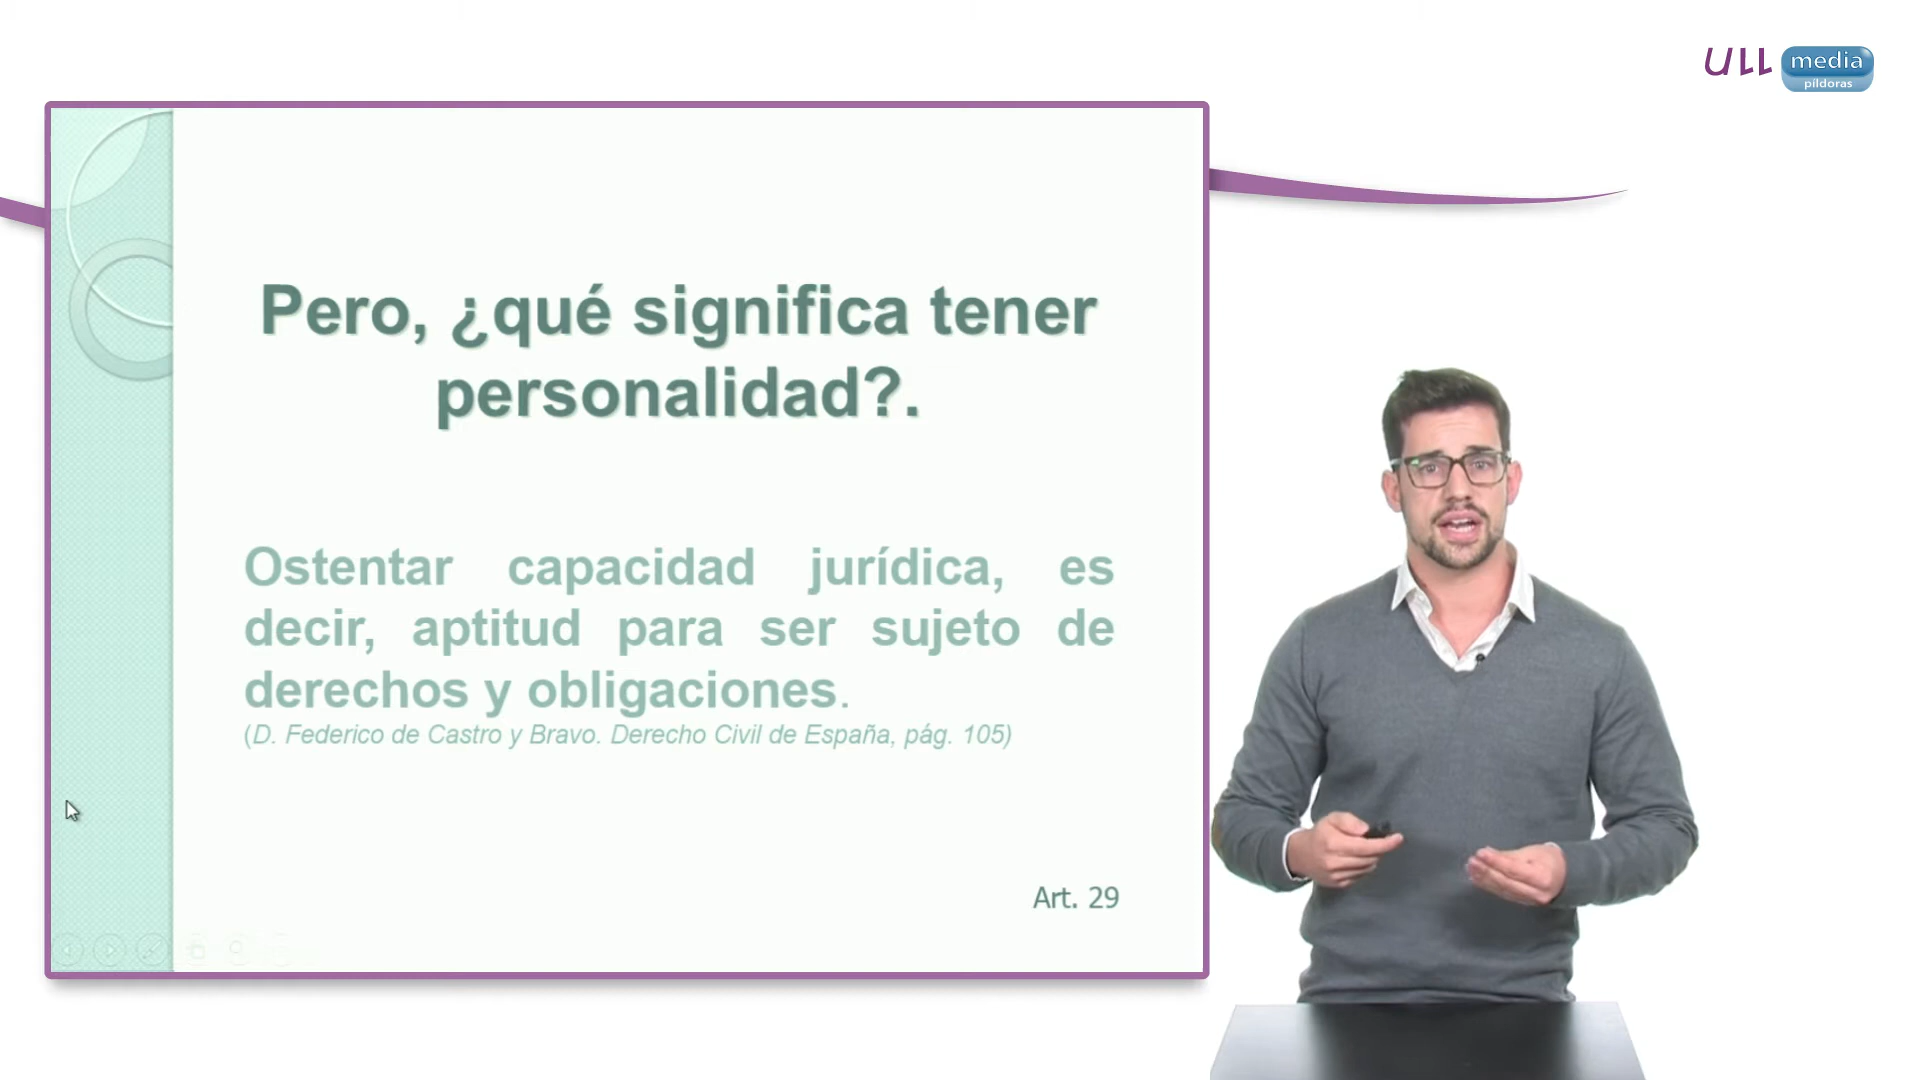 ULL media
píldoras
Pero, ¿qué significa tener
personalidad?.
Ostentar capacidad jurídica, es
decir, aptitud para ser sujeto de
derechos y obligaciones.
(D. Federico de Castro y Bravo. Derecho Civil de España, pág. 105)
Art. 29